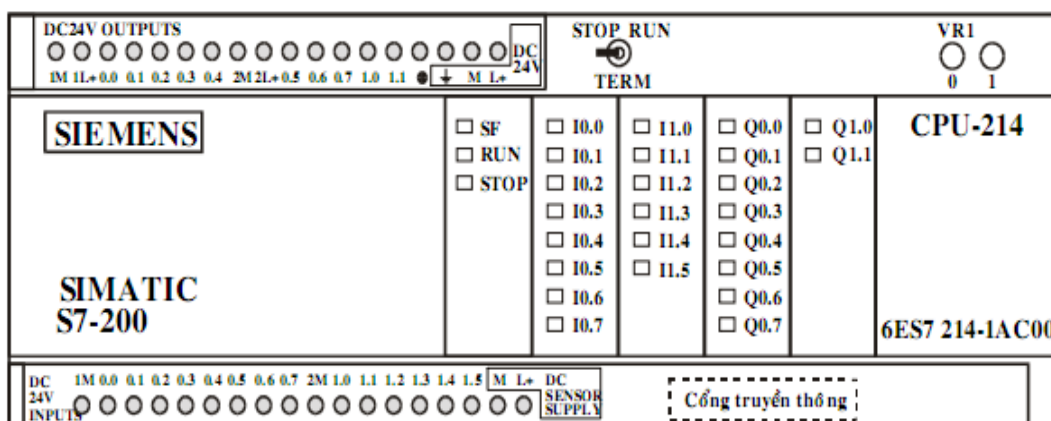 DC24V OUTPUTS
DC 24V
1M 1L+ 0.0 0.1 0.2 0.3 0.4 2M 2L+ 0.5 0.6 0.7 1.0 1.1 M L+
STOP RUN
TERM
VR1
0 1
SIEMENS
SIMATIC
S7-200
SF
RUN
STOP
I0.0
I0.1
I0.2
I0.3
I0.4
I0.5
I0.6
I0.7
I1.0
I1.1
I1.2
I1.3
I1.4
I1.5
Q0.0
Q0.1
Q0.2
Q0.3
Q0.4
Q0.5
Q0.6
Q0.7
Q1.0
Q1.1
CPU-214
6ES7 214-1AC00
DC
24V
INPUTS
1M 0.0 0.1 0.2 0.3 0.4 0.5 0.6 0.7 2M 1.0 1.1 1.2 1.3 1.4 1.5 M L+
DC
SENSOR
SUPPLY
Cổng truyền thông